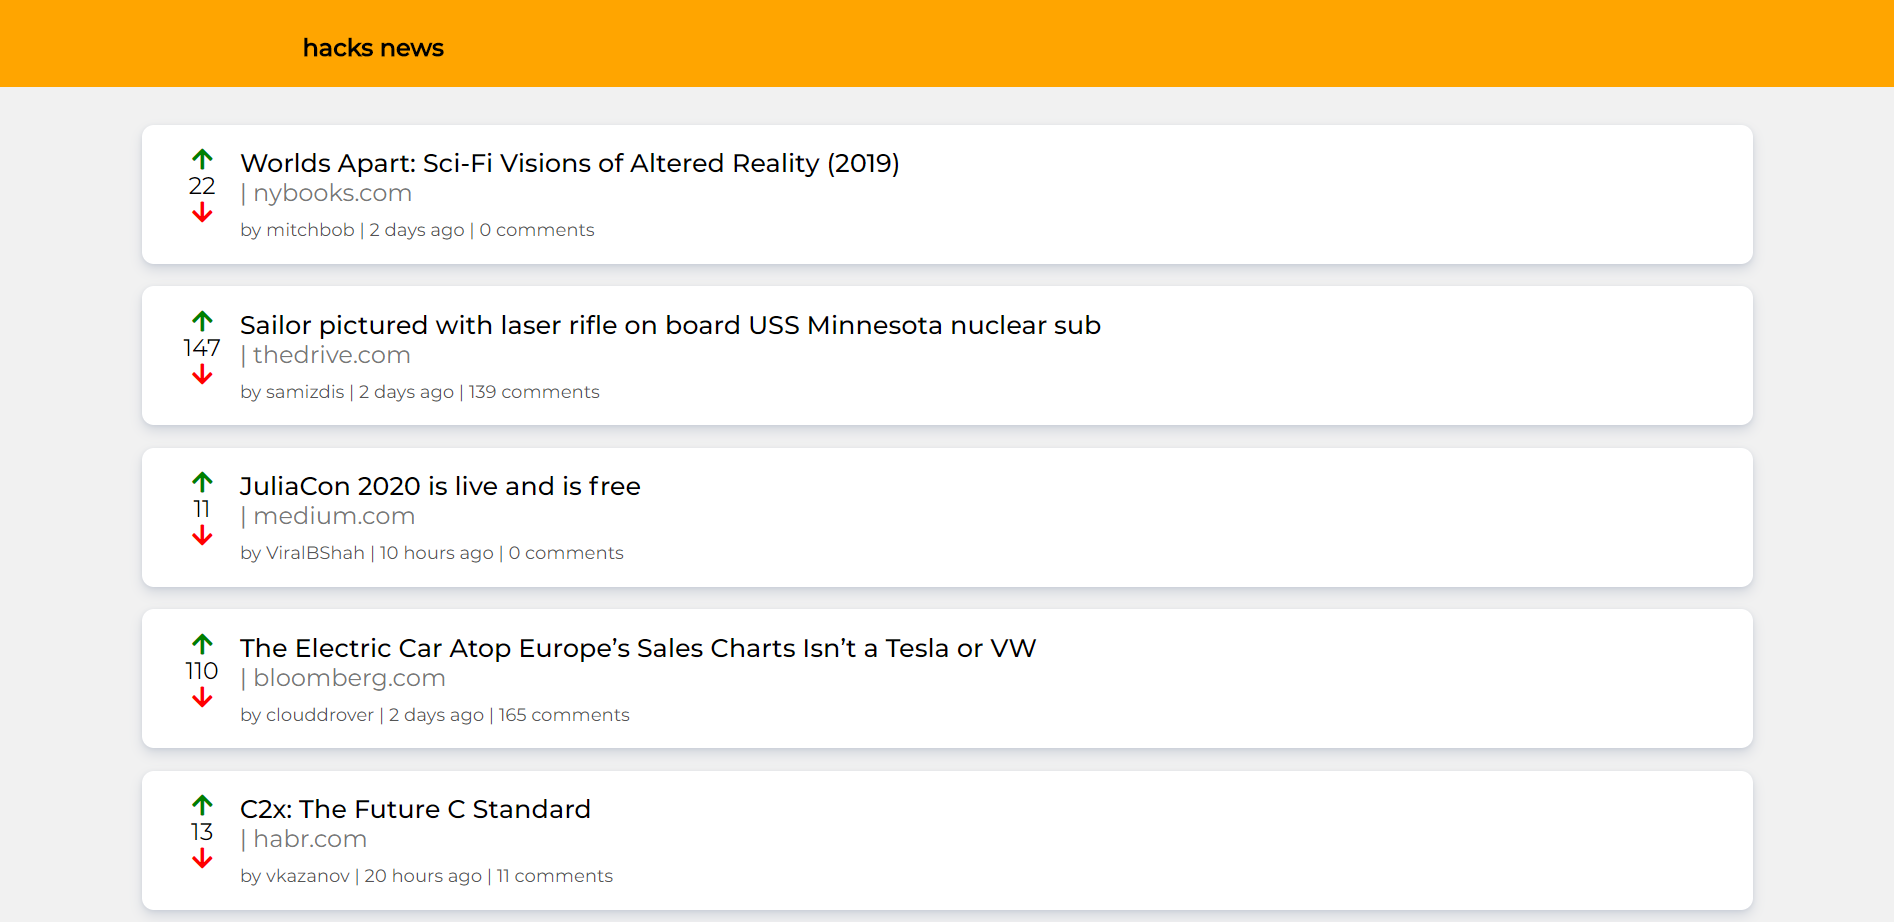 hacks news
Worlds Apart: Sci-Fi Visions of Altered Reality (2019)
22
| nybooks.com
by mitchbob | 2 days ago | 0 comments
Sailor pictured with laser rifle on board USS Minnesota nuclear sub
147
| thedrive.com
by samizdis | 2 days ago | 139 comments
JuliaCon 2020 is live and is free
11
| medium.com
by ViralBShah | 10 hours ago | 0 comments
The Electric Car Atop Europe’s Sales Charts Isn’t a Tesla or VW
110
| bloomberg.com
by clouddrover | 2 days ago | 165 comments
C2x: The Future C Standard
13
| habr.com
by vkazanov | 20 hours ago | 11 comments